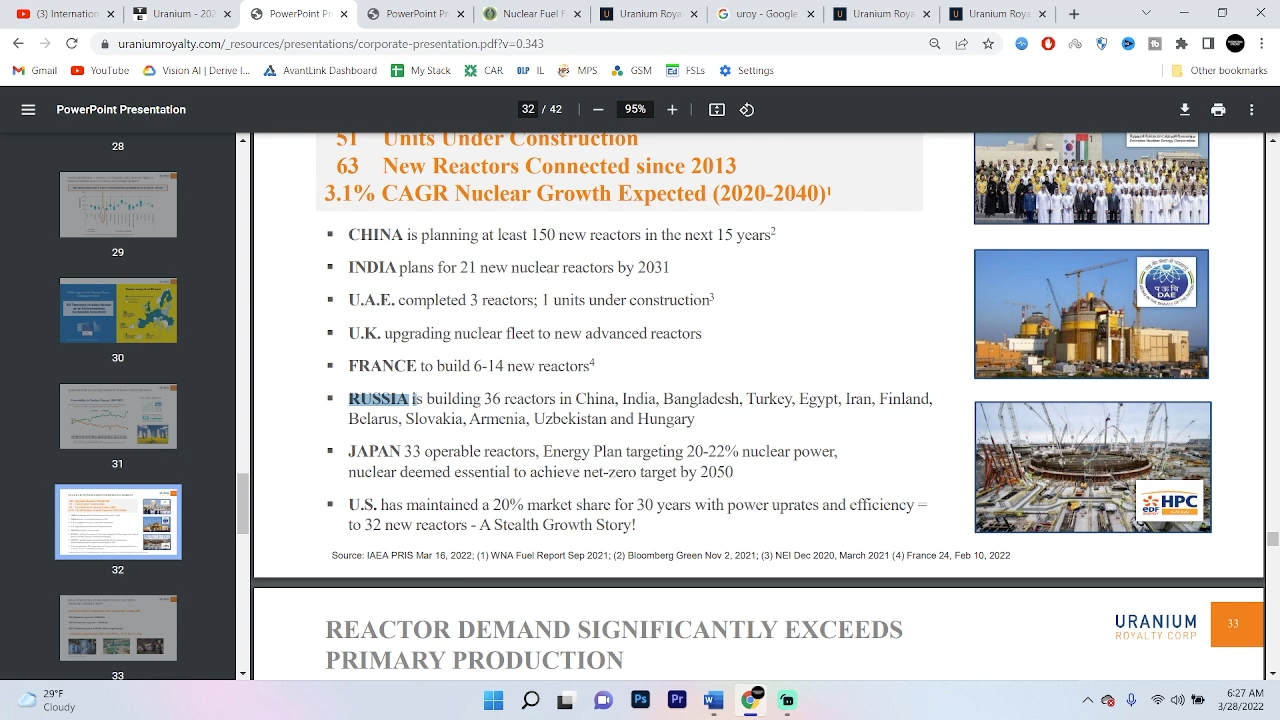 Uranium - 202
PowerPoint P
PowerPoint 
Nuclear Fuel F
Uranium Roya
Uranium Roya
uroy - Google
Uranium Roya
Uranium Roya
uraniumroyalty/_resources/presentations/corporate-presentation.pdf?v=0.343
Gmail
YouTube
Vision AI | Derive I...
AvantLink Dashboard
My Stack
CAR
IL
MPS
GSM
FSLs
Settings
Other bookmarks
PowerPoint Presentation
32 / 42
95%
28
29
30
31
32
33
51 Units Under Construction
63 New Reactors Connected since 2013
3.1% CAGR Nuclear Growth Expected (2020-2040)¹
▪ CHINA is planning at least 150 new reactors in the next 15 years²
▪ INDIA plans for 21 new nuclear reactors by 2031
▪ U.A.E. completed 3 reactors; 1 units under construction³
▪ U.K. upgrading nuclear fleet to new advanced reactors
▪ FRANCE to build 6-14 new reactors⁴
▪ RUSSIA is building 36 reactors in China, India, Bangladesh, Turkey, Egypt, Iran, Finland,
Belarus, Slovakia, Armenia, Uzbekistan and Hungary
▪ JAPAN 33 operable reactors, Energy Plan targeting 20-22% nuclear power,
nuclear deemed essential to achieve net-zero target by 2050
▪ U.S. has maintained a 20% market share for 30 years with power uprates and efficiency =
to 32 new reactors - A Stealth Growth Story!
Source: IAEA PRIS Mar 16, 2022; (1) WNA Fuel Report Sep 2021; (2) Bloomberg Green Nov 2, 2021; (3) NEI Dec 2020, March 2021 (4) France 24, Feb 10, 2022
Emirates Nuclear Energy Corporation
प ऊ वि
DAE
eDF
HPC
REACTOR DEMAND SIGNIFICANTLY EXCEEDS
PRIMARY PRODUCTION
URANIUM
ROYALTY CORP
33
29°F
Cloudy
6:27 AM
3/28/2022